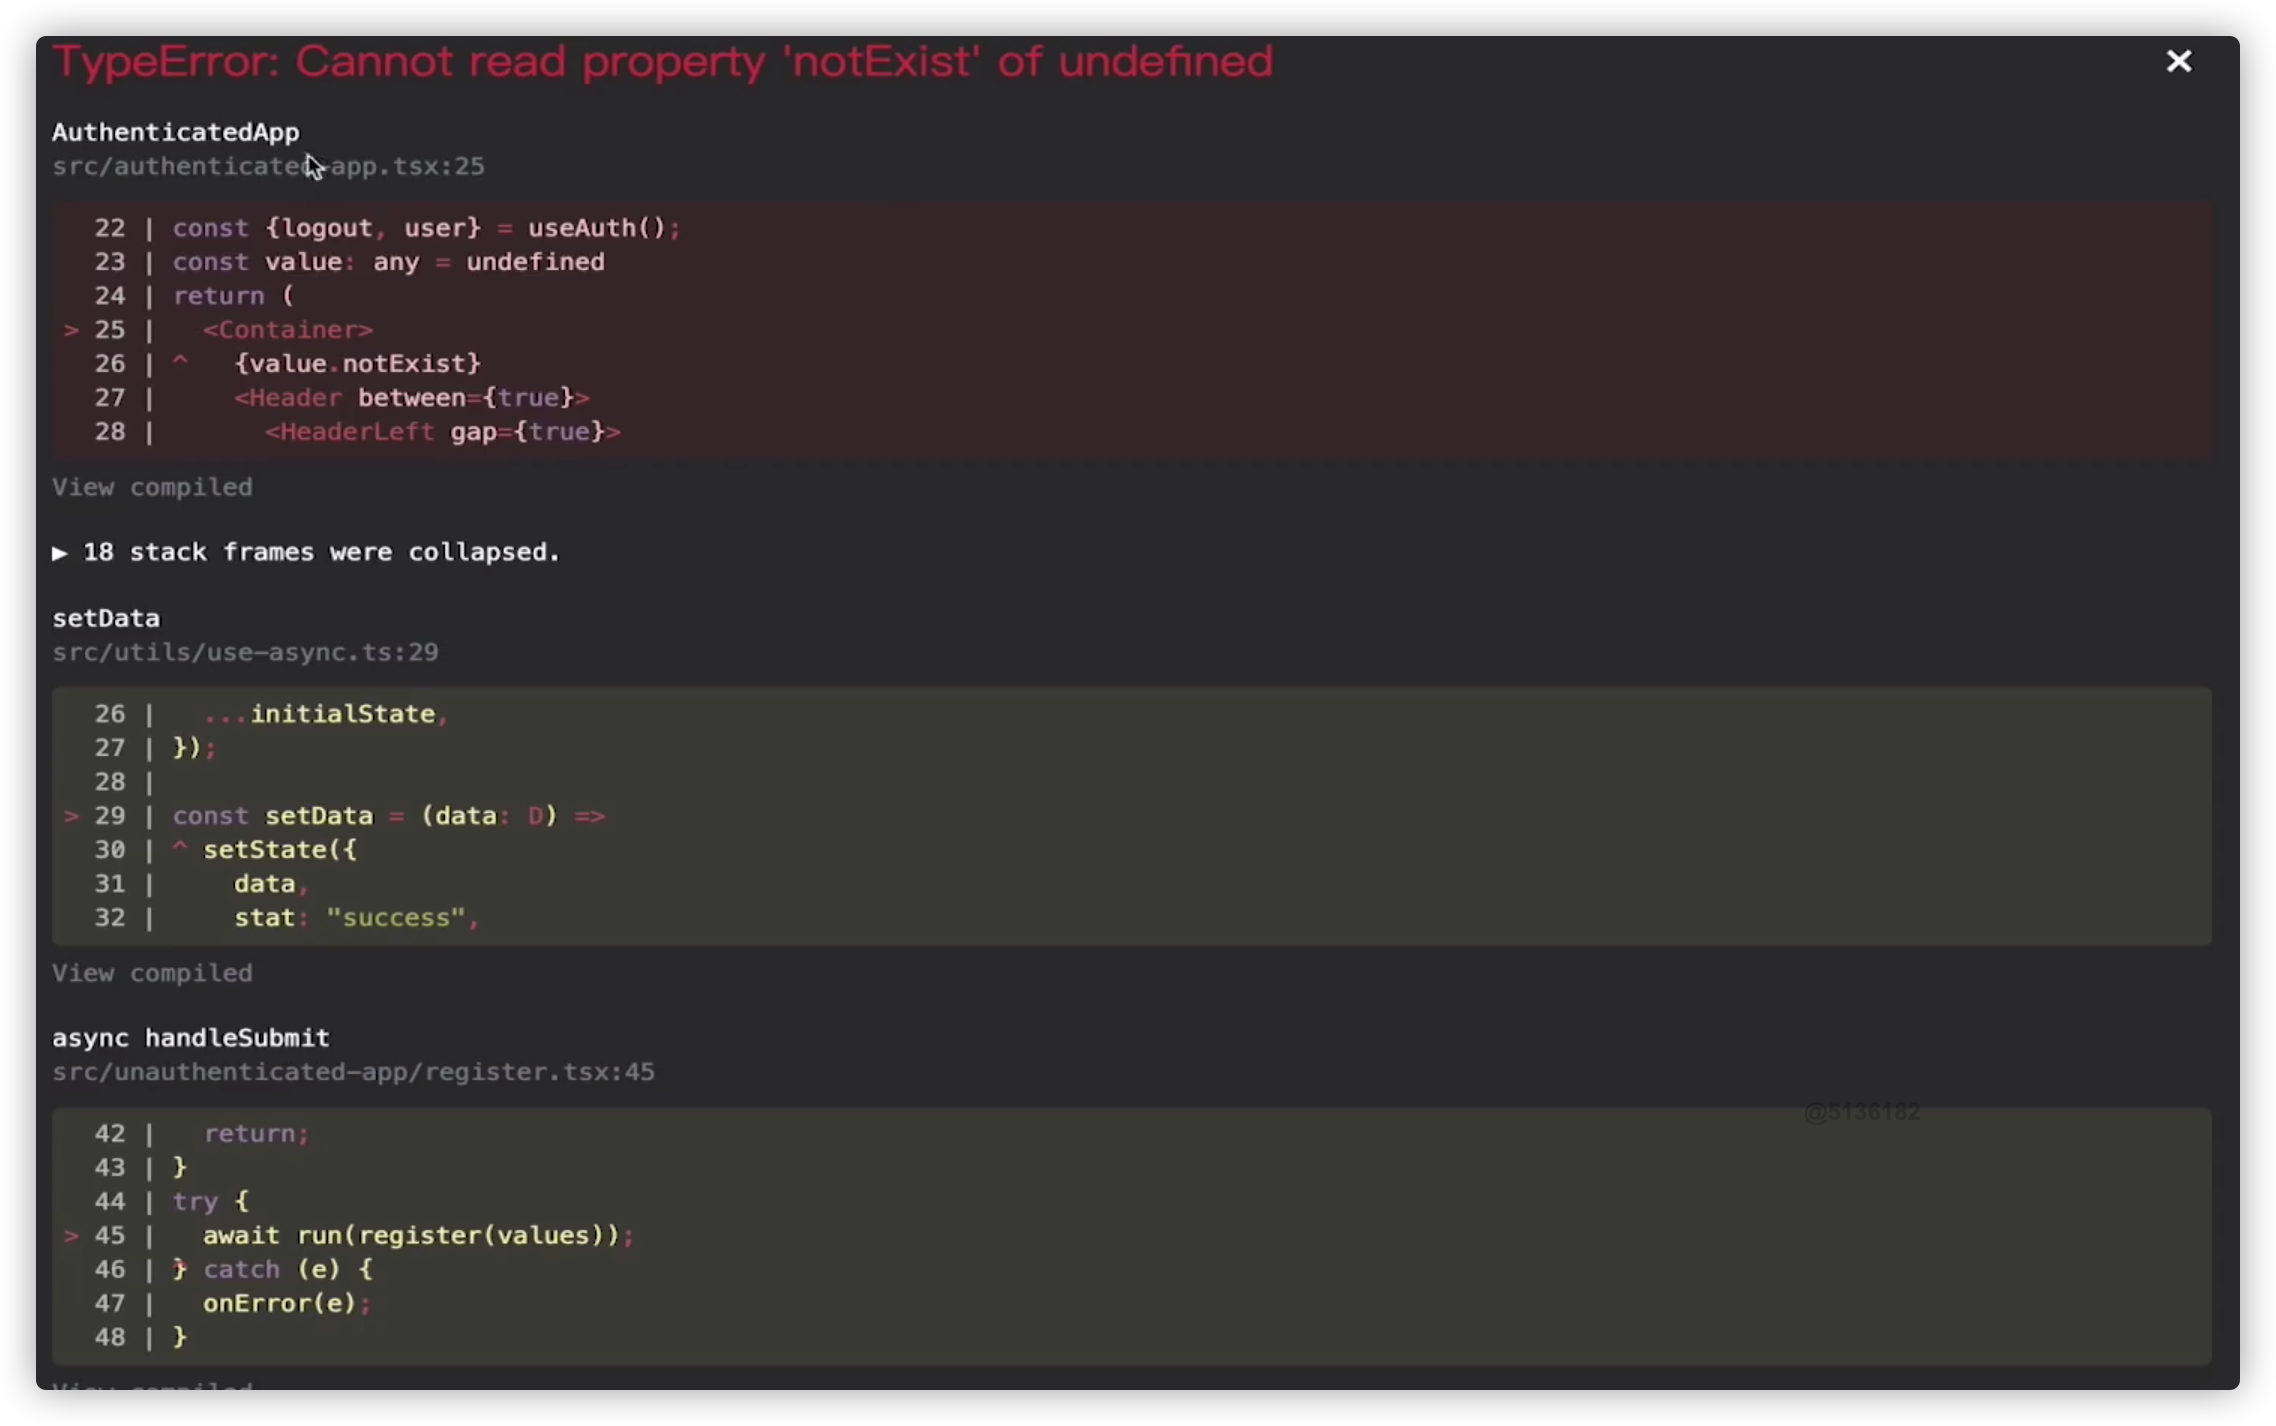 TypeError: Cannot read property 'notExist' of undefined
AuthenticatedApp
src/authenticated-app.tsx:25
  22 | const {logout, user} = useAuth();
  23 | const value: any = undefined
  24 | return (
> 25 |   <Container>
  26 | ^   {value.notExist}
  27 |     <Header between={true}>
  28 |       <HeaderLeft gap={true}>
View compiled
▶ 18 stack frames were collapsed.
setData
src/utils/use-async.ts:29
  26 |   ...initialState,
  27 | });
  28 |
> 29 | const setData = (data: D) =>
  30 | ^ setState({
  31 |     data,
  32 |     stat: "success",
View compiled
async handleSubmit
src/unauthenticated-app/register.tsx:45
@5136182
  42 |   return;
  43 | }
  44 | try {
> 45 |   await run(register(values));
  46 | } catch (e) {
  47 |   onError(e);
  48 | }
View compiled